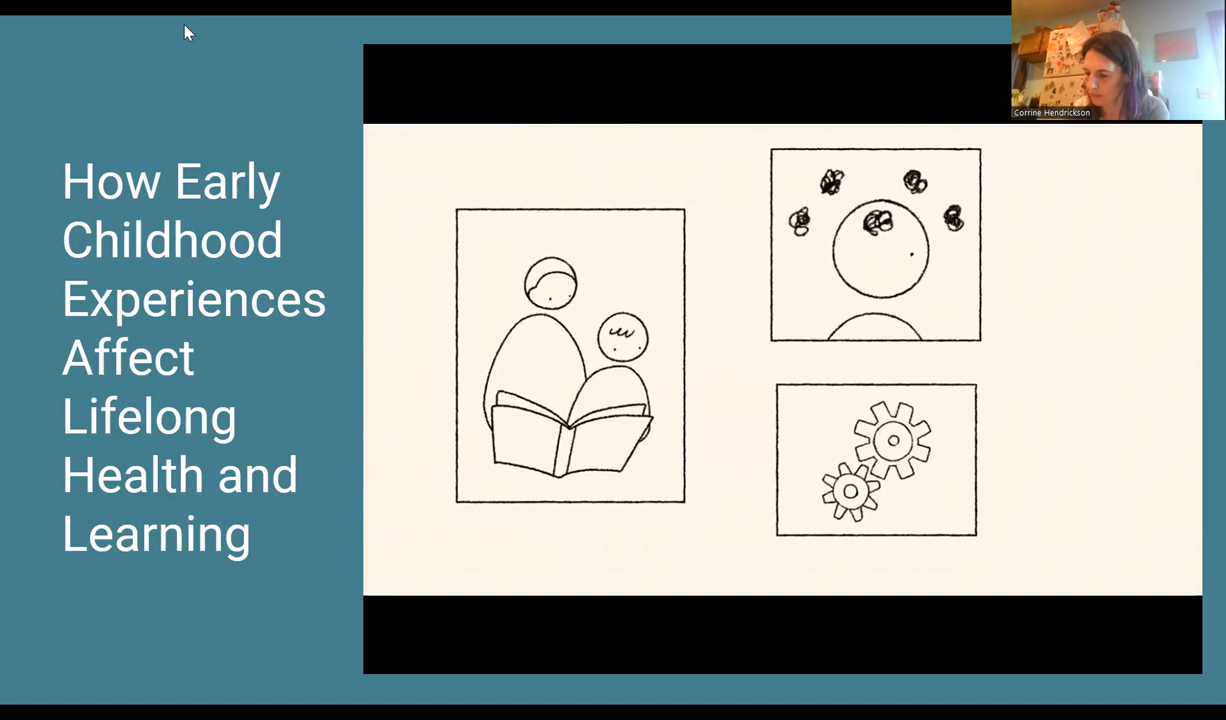 How Early
Childhood
Experiences
Affect
Lifelong
Health and
Learning
Corrine Hendrickson